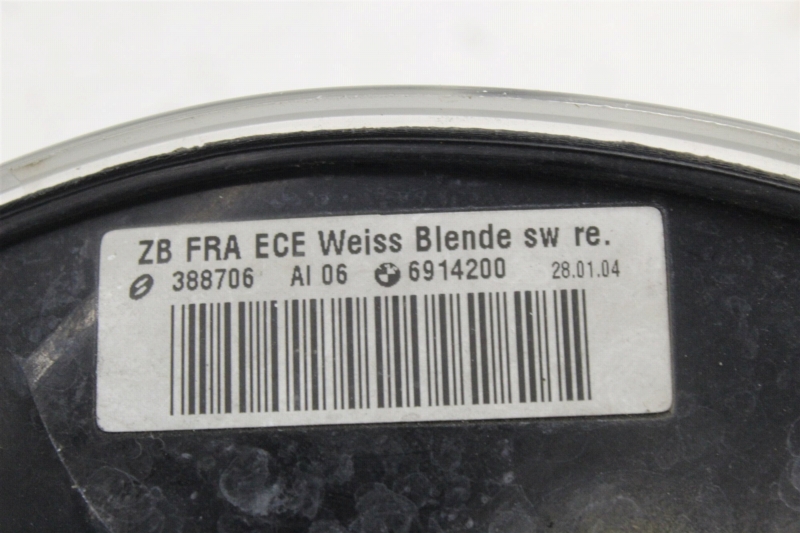 ZB FRA ECE Weiss Blende sw re.
388706 AI 06 6914200 28.01.04